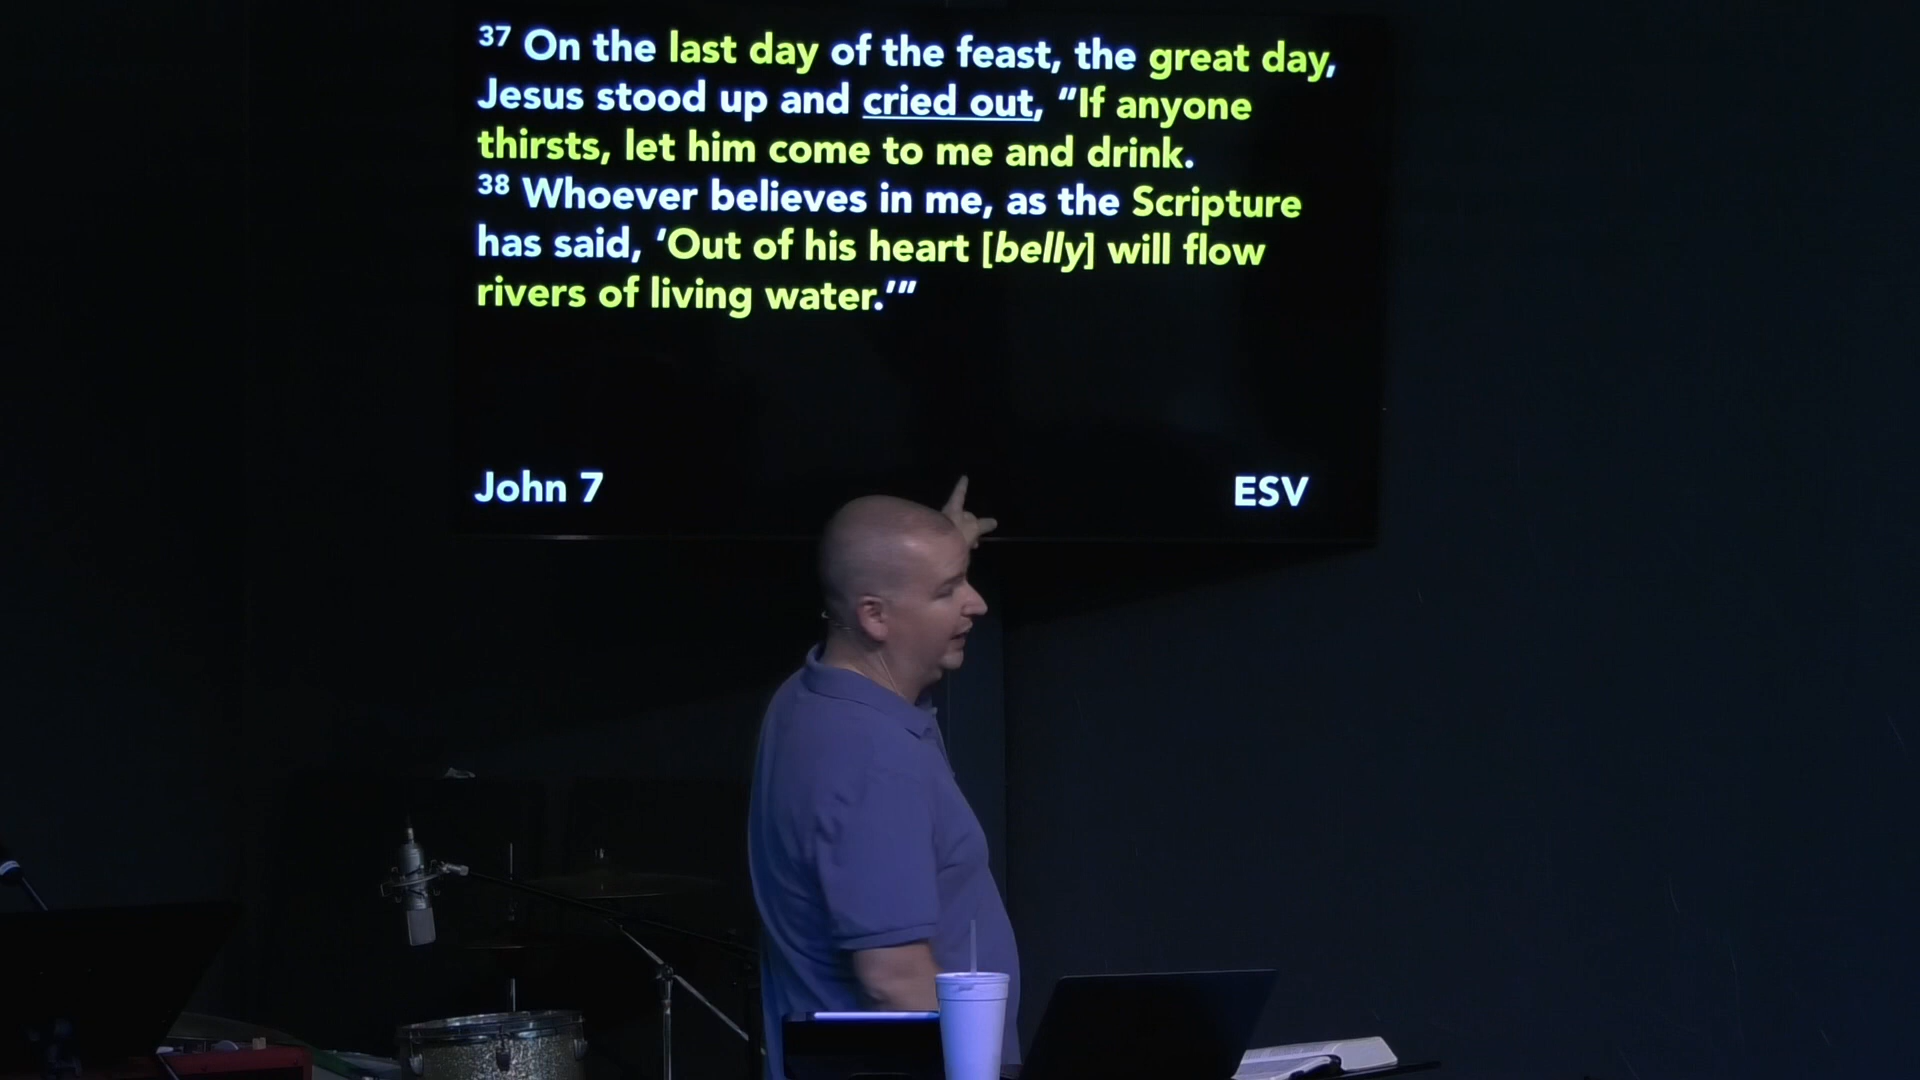 37 On the last day of the feast, the great day,
Jesus stood up and cried out, “If anyone
thirsts, let him come to me and drink.
38 Whoever believes in me, as the Scripture
has said, ‘Out of his heart [belly] will flow
rivers of living water.’”
John 7
ESV